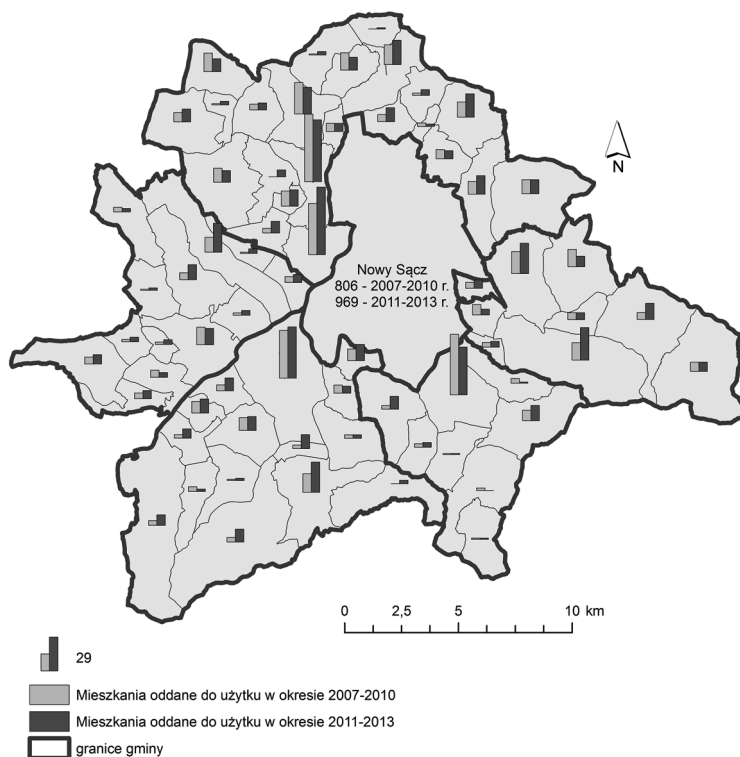 N
Nowy Sącz
806 - 2007-2010 r.
969 - 2011-2013 r.
0 2,5 5 10 km
29
Mieszkania oddane do użytku w okresie 2007-2010
Mieszkania oddane do użytku w okresie 2011-2013
granice gminy